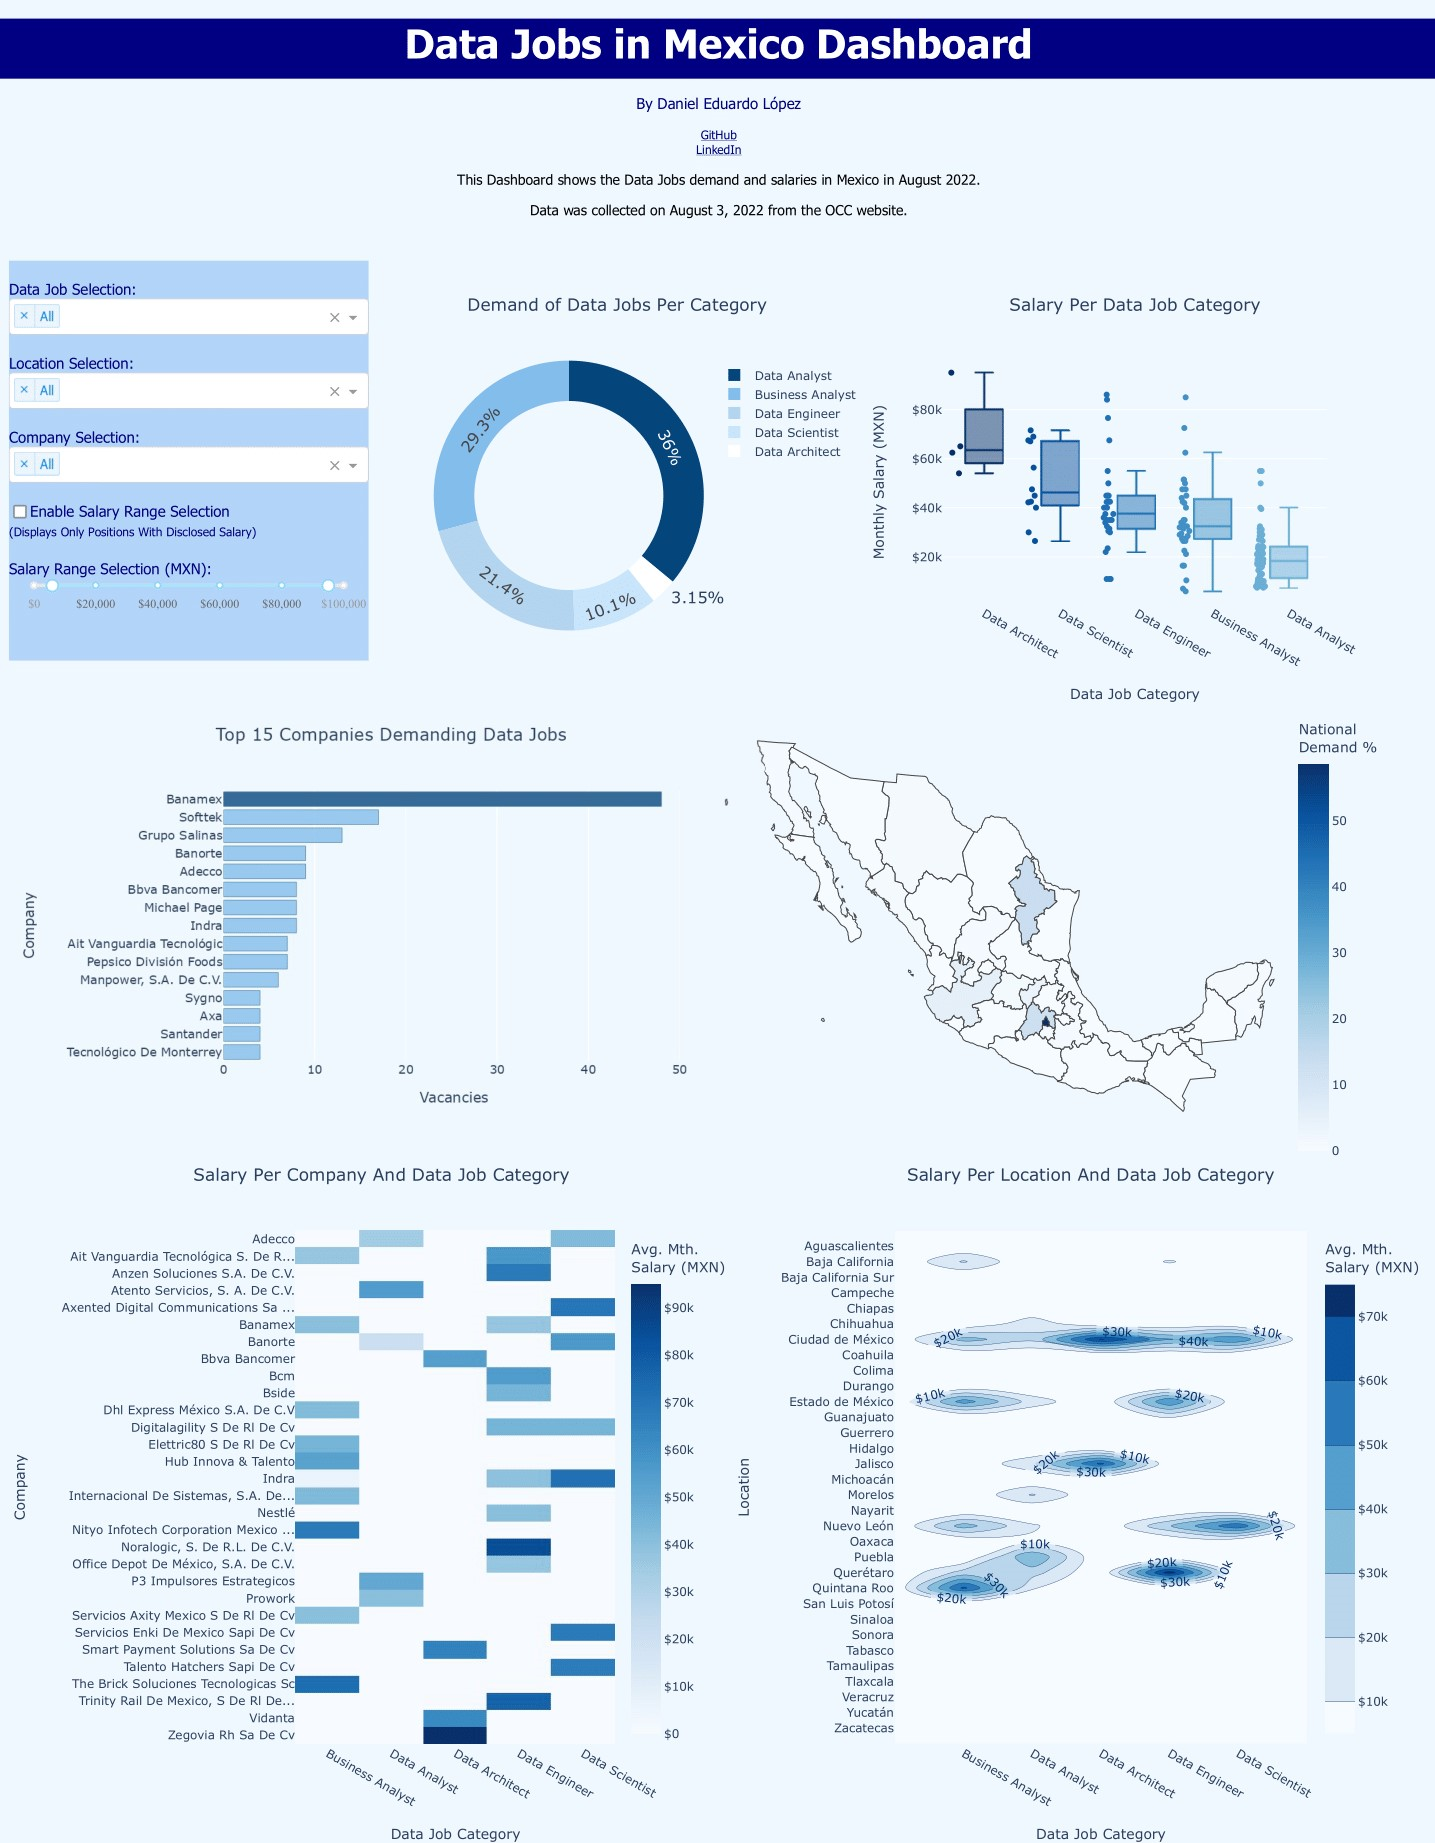 Data Jobs in Mexico Dashboard
By Daniel Eduardo López
GitHub
LinkedIn
This Dashboard shows the Data Jobs demand and salaries in Mexico in August 2022.
Data was collected on August 3, 2022 from the OCC website.
Data Job Selection:
× All
Location Selection:
× All
Company Selection:
× All
Enable Salary Range Selection
(Displays Only Positions With Disclosed Salary)
Salary Range Selection (MXN):
$0 $20,000 $40,000 $60,000 $80,000 $100,000
Demand of Data Jobs Per Category
36%
29.3%
21.4%
10.1%
3.15%
Data Analyst
Business Analyst
Data Engineer
Data Scientist
Data Architect
Salary Per Data Job Category
Monthly Salary (MXN)
$80k
$60k
$40k
$20k
Data Architect
Data Scientist
Data Engineer
Business Analyst
Data Analyst
Data Job Category
Top 15 Companies Demanding Data Jobs
Company
Banamex
Softtek
Grupo Salinas
Banorte
Adecco
Bbva Bancomer
Michael Page
Indra
Ait Vanguardia Tecnológic
Pepsico División Foods
Manpower, S.A. De C.V.
Sygno
Axa
Santander
Tecnológico De Monterrey
0 10 20 30 40 50
Vacancies
National
Demand %
50
40
30
20
10
0
Salary Per Company And Data Job Category
Company
Adecco
Ait Vanguardia Tecnológica S. De R...
Anzen Soluciones S.A. De C.V.
Atento Servicios, S. A. De C.V.
Axented Digital Communications Sa ...
Banamex
Banorte
Bbva Bancomer
Bcm
Bside
Dhl Express México S.A. De C.V
Digitalagility S De Rl De Cv
Elettric80 S De Rl De Cv
Hub Innova & Talento
Indra
Internacional De Sistemas, S.A. De...
Nestlé
Nityo Infotech Corporation Mexico ...
Noralogic, S. De R.L. De C.V.
Office Depot De México, S.A. De C.V.
P3 Impulsores Estrategicos
Prowork
Servicios Axity Mexico S De Rl De Cv
Servicios Enki De Mexico Sapi De Cv
Smart Payment Solutions Sa De Cv
Talento Hatchers Sapi De Cv
The Brick Soluciones Tecnologicas Sc
Trinity Rail De Mexico, S De Rl De...
Vidanta
Zegovia Rh Sa De Cv
Business Analyst
Data Analyst
Data Architect
Data Engineer
Data Scientist
Data Job Category
Avg. Mth.
Salary (MXN)
$90k
$80k
$70k
$60k
$50k
$40k
$30k
$20k
$10k
$0
Salary Per Location And Data Job Category
Location
Aguascalientes
Baja California
Baja California Sur
Campeche
Chiapas
Chihuahua
Ciudad de México
Coahuila
Colima
Durango
Estado de México
Guanajuato
Guerrero
Hidalgo
Jalisco
Michoacán
Morelos
Nayarit
Nuevo León
Oaxaca
Puebla
Querétaro
Quintana Roo
San Luis Potosí
Sinaloa
Sonora
Tabasco
Tamaulipas
Tlaxcala
Veracruz
Yucatán
Zacatecas
$20k
$30k
$40k
$10k
$10k
$20k
$20k
$30k
$10k
$20k
$10k
$20k
$30k
$20k
$30k
$10k
Business Analyst
Data Analyst
Data Architect
Data Engineer
Data Scientist
Data Job Category
Avg. Mth.
Salary (MXN)
$70k
$60k
$50k
$40k
$30k
$20k
$10k